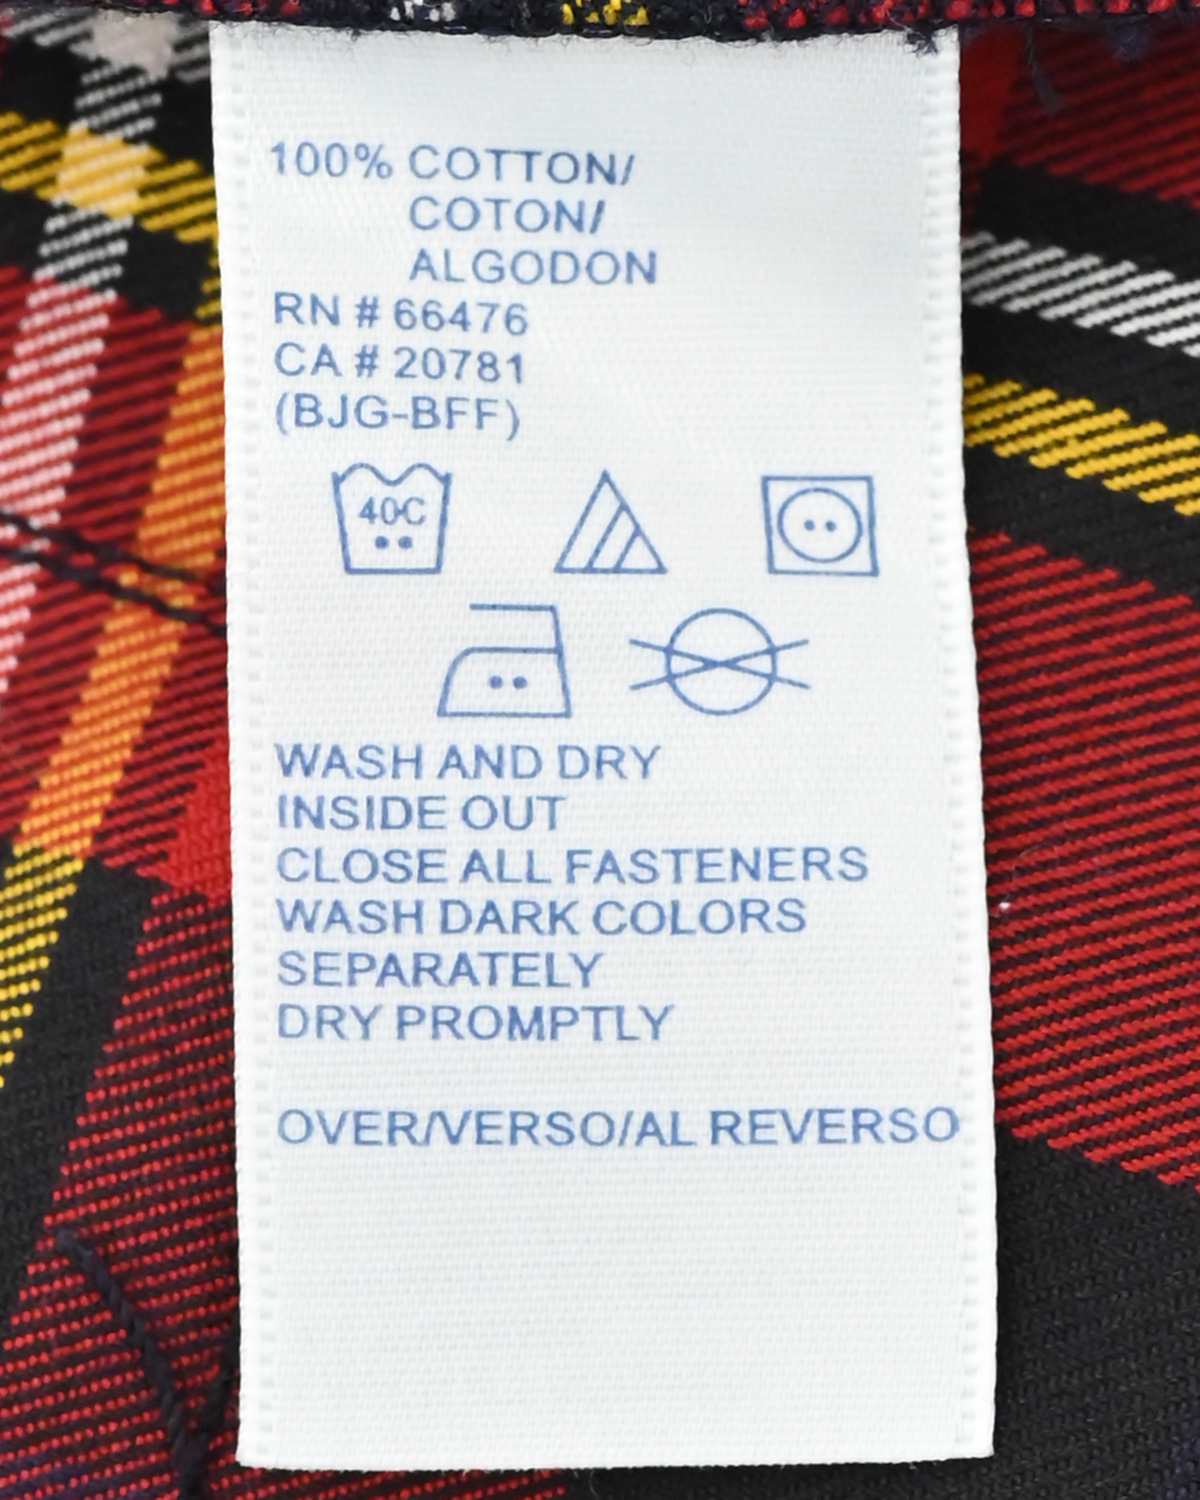 100% COTTON/
COTON/
ALGODON
RN # 66476
CA # 20781
(BJG-BFF)
40C
WASH AND DRY
INSIDE OUT
CLOSE ALL FASTENERS
WASH DARK COLORS
SEPARATELY
DRY PROMPTLY
OVER/VERSO/AL REVERSO